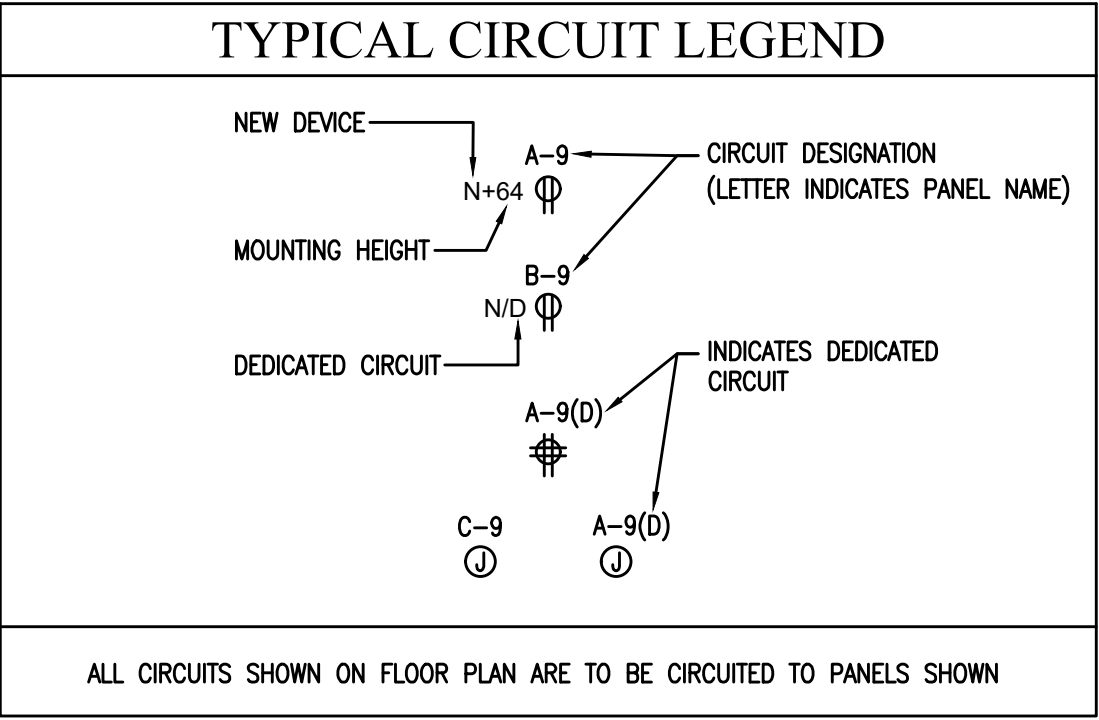 TYPICAL CIRCUIT LEGEND
NEW DEVICE
A-9
CIRCUIT DESIGNATION
(LETTER INDICATES PANEL NAME)
N+64
MOUNTING HEIGHT
B-9
N/D
DEDICATED CIRCUIT
INDICATES DEDICATED
CIRCUIT
A-9(D)
C-9
A-9(D)
J
J
ALL CIRCUITS SHOWN ON FLOOR PLAN ARE TO BE CIRCUITED TO PANELS SHOWN